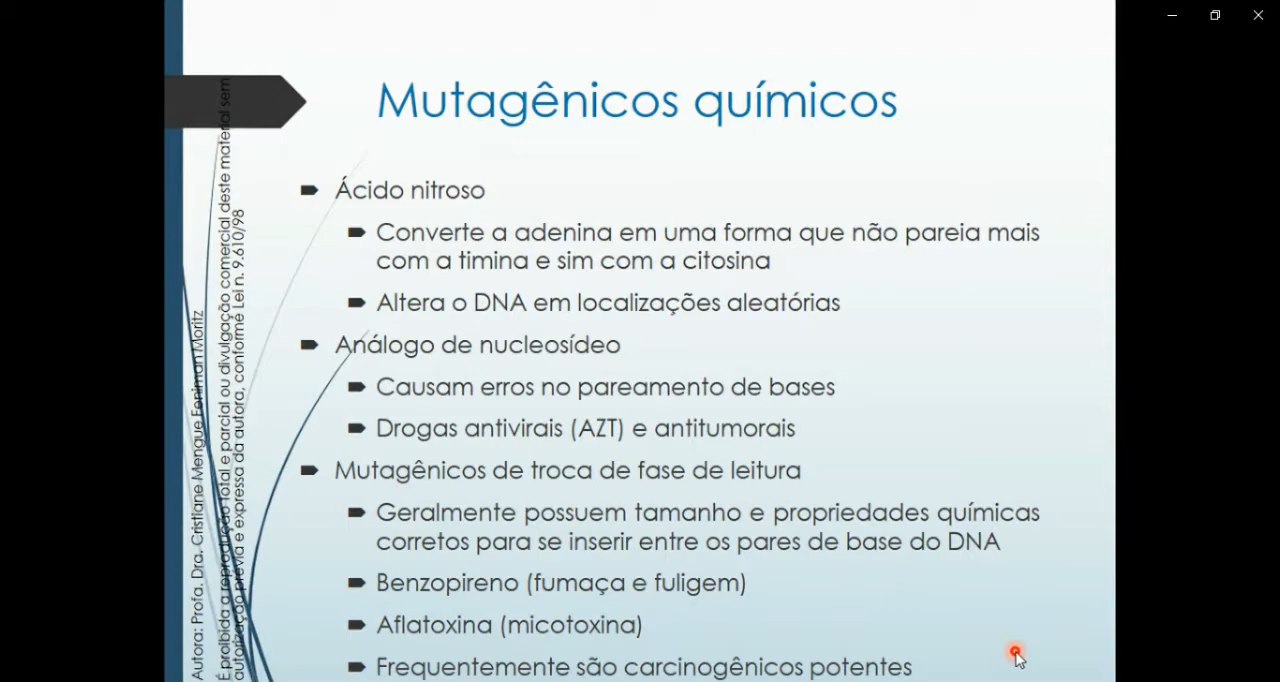 Mutagênicos químicos
Ácido nitroso
Converte a adenina em uma forma que não pareia mais
com a timina e sim com a citosina
Altera o DNA em localizações aleatórias
Análogo de nucleosídeo
Causam erros no pareamento de bases
Drogas antivirais (AZT) e antitumorais
Mutagênicos de troca de fase de leitura
Geralmente possuem tamanho e propriedades químicas
corretos para se inserir entre os pares de base do DNA
Benzopireno (fumaça e fuligem)
Aflatoxina (micotoxina)
Frequentemente são carcinogênicos potentes
Autora: Profa. Dra. Cristiane Mengue Feniman Moritz
É proibida a reprodução total e parcial ou divulgação comercial deste material sem
autorização prévia e expressa da autora, conforme Lei n. 9.610/98